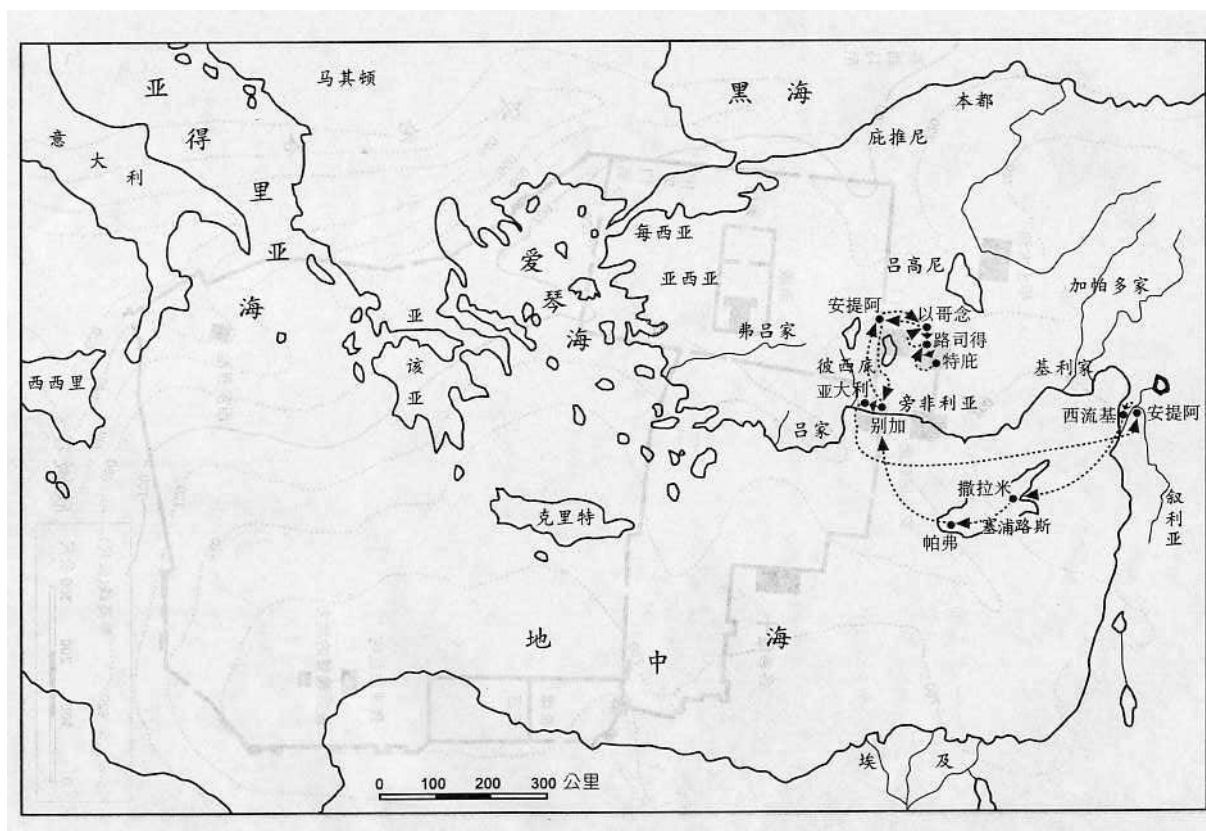 亚得里亚海
马其顿
黑海
本都
庇推尼
意大利
每西亚
爱琴海
亚西亚
吕高尼
加帕多家
安提阿
以哥念
路司得
特庇
弗吕家
彼西底
基利家
亚该亚
西西里
亚大利
旁非利亚
别加
吕家
西流基
安提阿
撒拉米
塞浦路斯
帕弗
叙利亚
克里特
地中海
埃及
0 100 200 300 公里